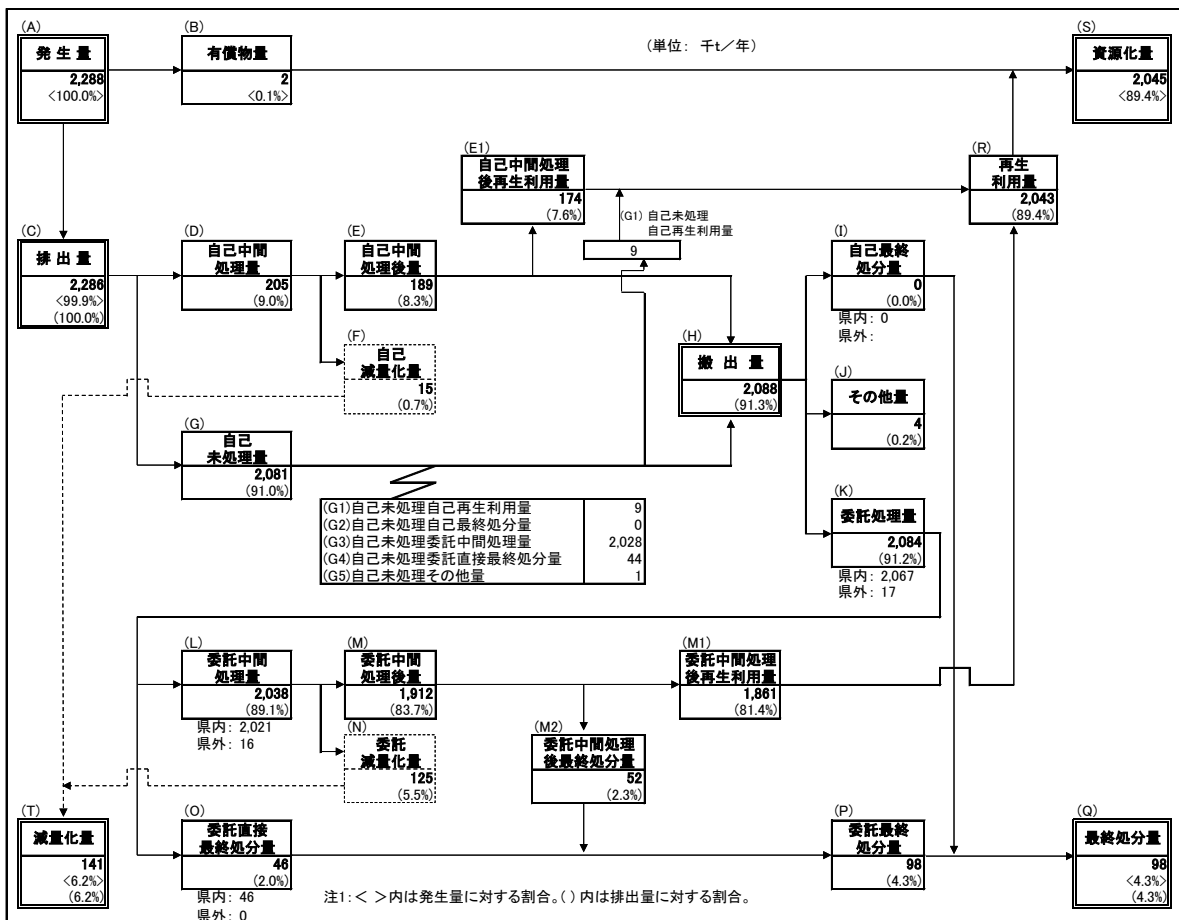 (A)
発 生 量
2,288
<100.0%>
(B)
有償物量
2
<0.1%>
(単位: 千t/年)
(S)
資源化量
2,045
<89.4%>
(E1)
自己中間処理
後再生利用量
174
(7.6%)
(G1) 自己未処理
自己再生利用量
9
(R)
再生
利用量
2,043
(89.4%)
(C)
排 出 量
2,286
<99.9%>
(100.0%)
(D)
自己中間
処理量
205
(9.0%)
(E)
自己中間
処理後量
189
(8.3%)
(F)
自己
減量化量
15
(0.7%)
(G)
自己
未処理量
2,081
(91.0%)
(H)
搬 出 量
2,088
(91.3%)
(I)
自己最終
処分量
0
(0.0%)
県内: 0
県外:
(J)
その他量
4
(0.2%)
(K)
委託処理量
2,084
(91.2%)
県内: 2,067
県外: 17
(G1)自己未処理自己再生利用量 9
(G2)自己未処理自己最終処分量 0
(G3)自己未処理委託中間処理量 2,028
(G4)自己未処理委託直接最終処分量 44
(G5)自己未処理その他量 1
(L)
委託中間
処理量
2,038
(89.1%)
県内: 2,021
県外: 16
(M)
委託中間
処理後量
1,912
(83.7%)
(N)
委託
減量化量
125
(5.5%)
(M1)
委託中間処理
後再生利用量
1,861
(81.4%)
(M2)
委託中間処理
後最終処分量
52
(2.3%)
(T)
減量化量
141
<6.2%>
(6.2%)
(O)
委託直接
最終処分量
46
(2.0%)
県内: 46
県外: 0
(P)
委託最終
処分量
98
(4.3%)
(Q)
最終処分量
98
<4.3%>
(4.3%)
注1:< >内は発生量に対する割合。( )内は排出量に対する割合。